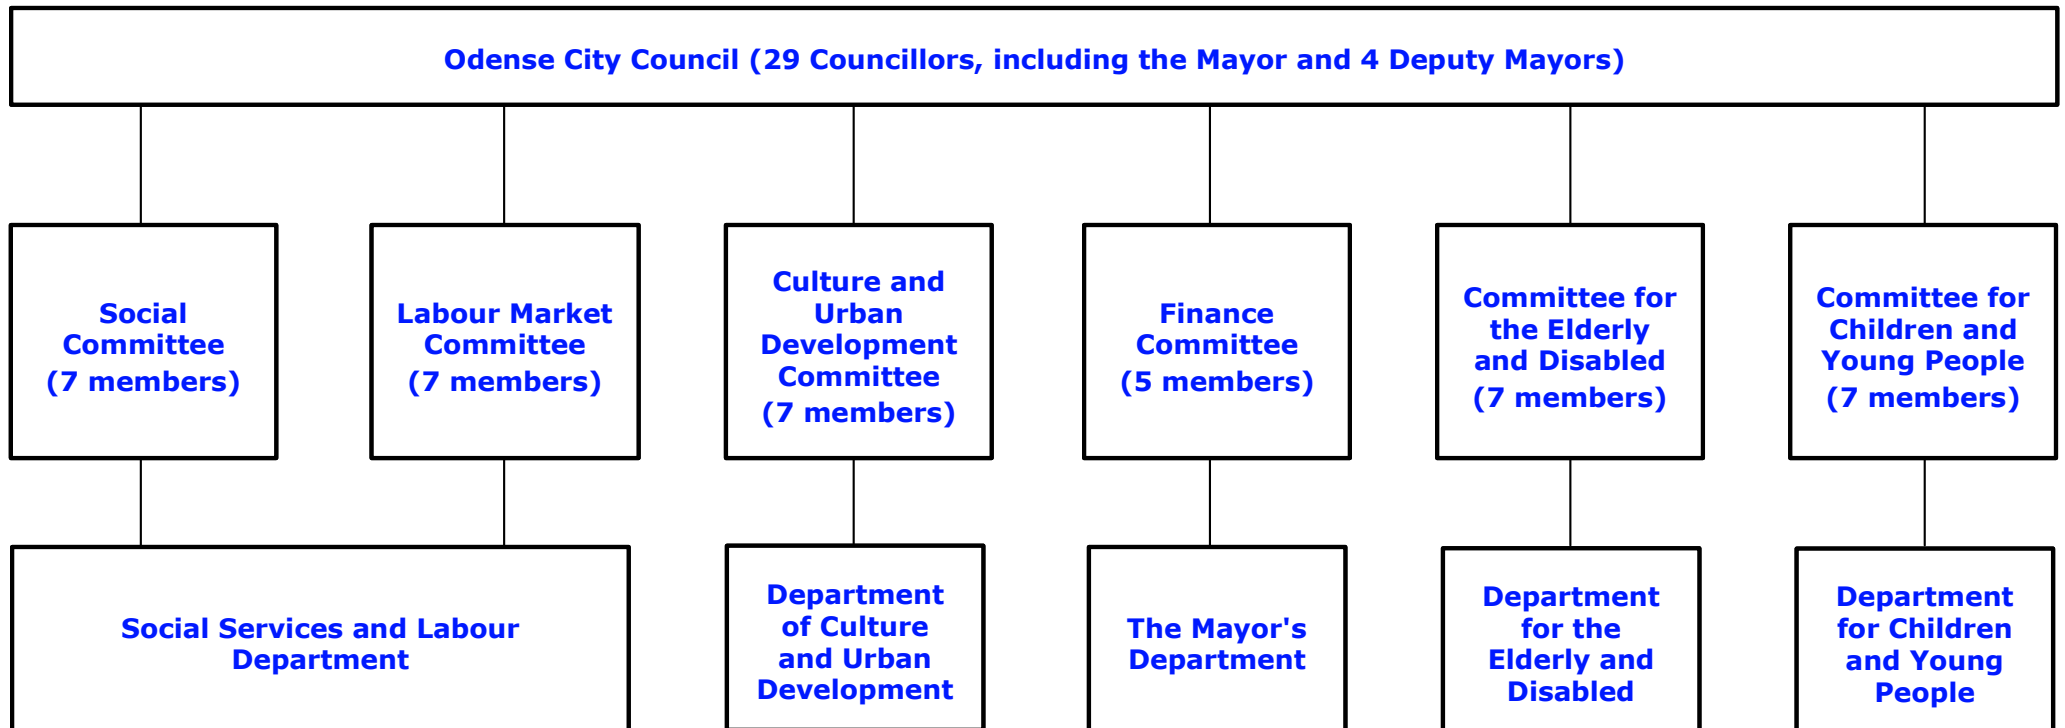 Odense City Council (29 Councillors, including the Mayor and 4 Deputy Mayors)
Social
Committee
(7 members)
Labour Market
Committee
(7 members)
Culture and
Urban
Development
Committee
(7 members)
Finance
Committee
(5 members)
Committee for
the Elderly
and Disabled
(7 members)
Committee for
Children and
Young People
(7 members)
Social Services and Labour
Department
Department
of Culture
and Urban
Development
The Mayor's
Department
Department
for the
Elderly and
Disabled
Department
for Children
and Young
People